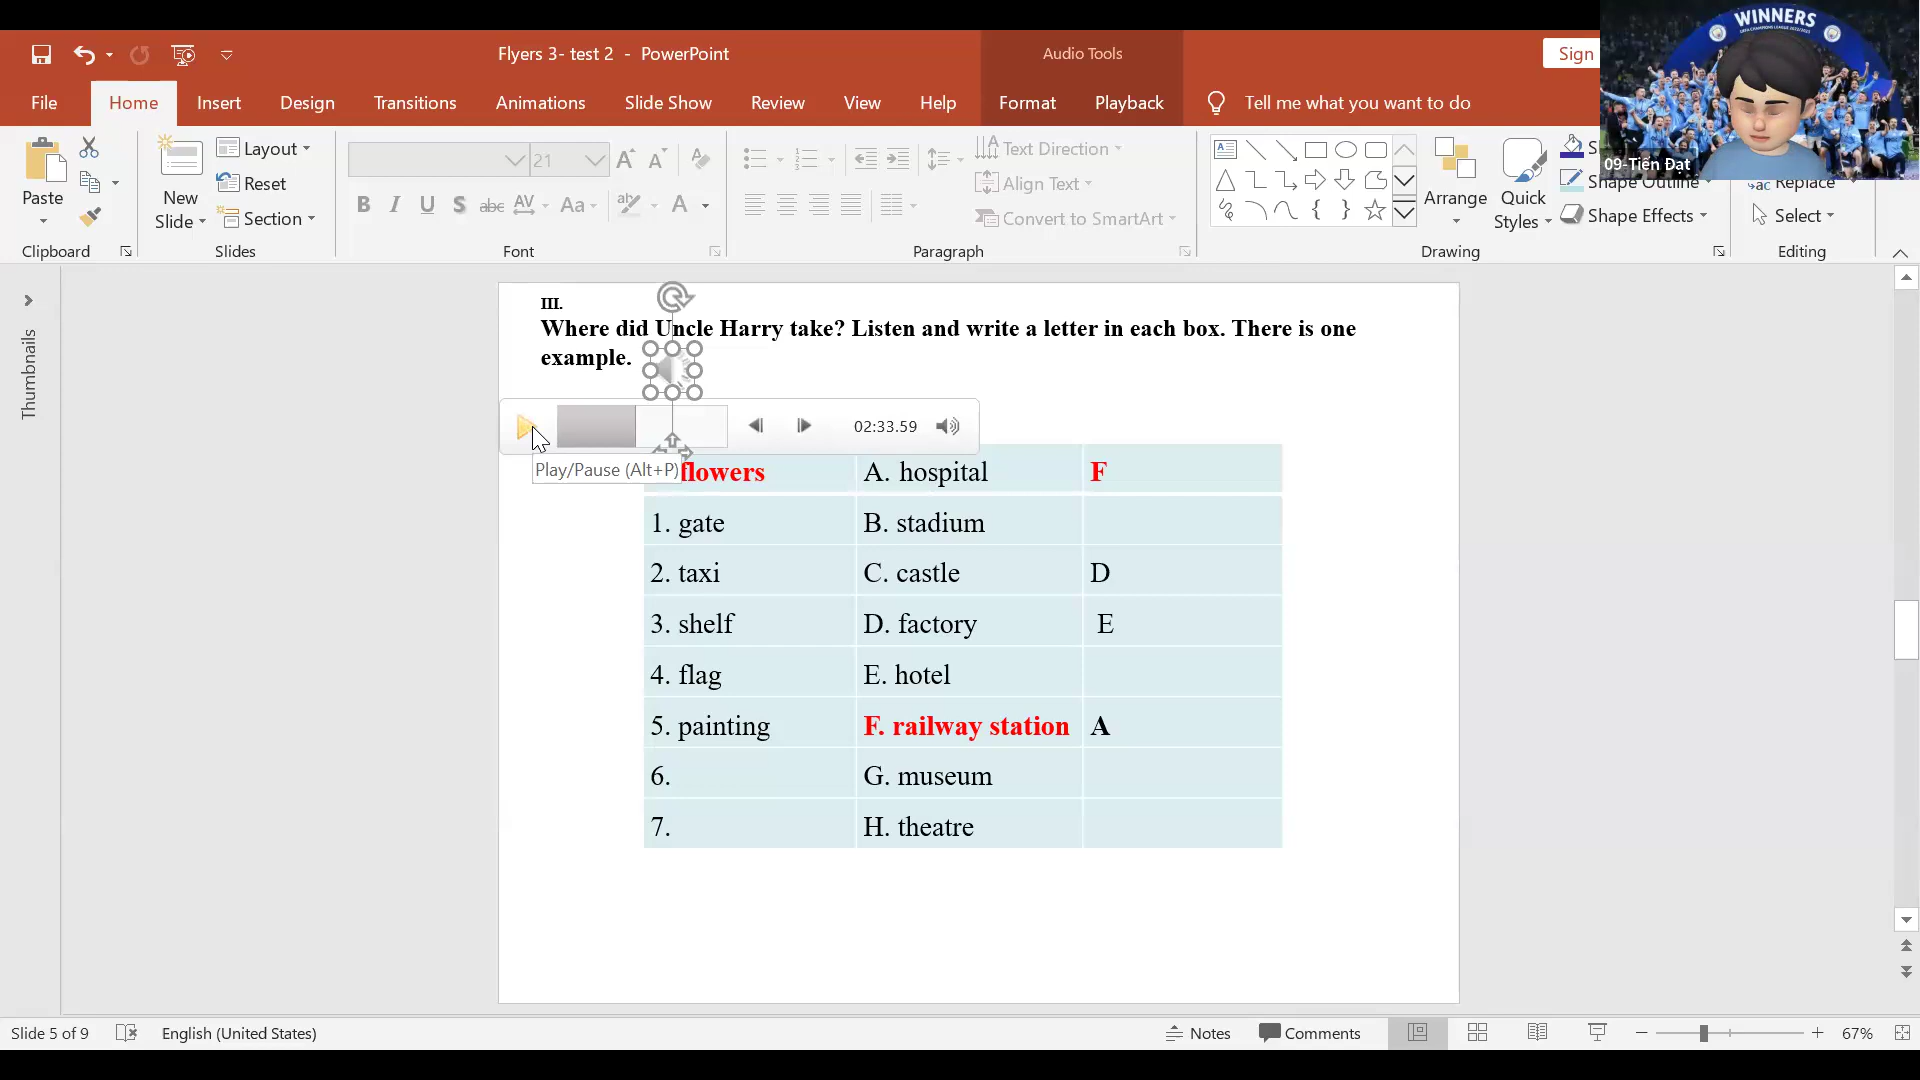 Flyers 3- test 2 - PowerPoint
Audio Tools
Sign
WINNERS
File Home Insert Design Transitions Animations Slide Show Review View Help Format Playback Tell me what you want to do
09-Tiến Đạt
Paste
New
Slide
Layout
Reset
Section
21
B I U S abc AV Aa A
Text Direction
Align Text
Convert to SmartArt
Arrange
Quick
Styles
Shape Outline
Shape Effects
Replace
Select
Clipboard Slides Font Paragraph Drawing Editing
Thumbnails
III.
Where did Uncle Harry take? Listen and write a letter in each box. There is one
example.
02:33.59
Play/Pause (Alt+P)
flowers A. hospital F
1. gate B. stadium
2. taxi C. castle D
3. shelf D. factory E
4. flag E. hotel
5. painting F. railway station A
6. G. museum
7. H. theatre
Slide 5 of 9 English (United States) Notes Comments 67%